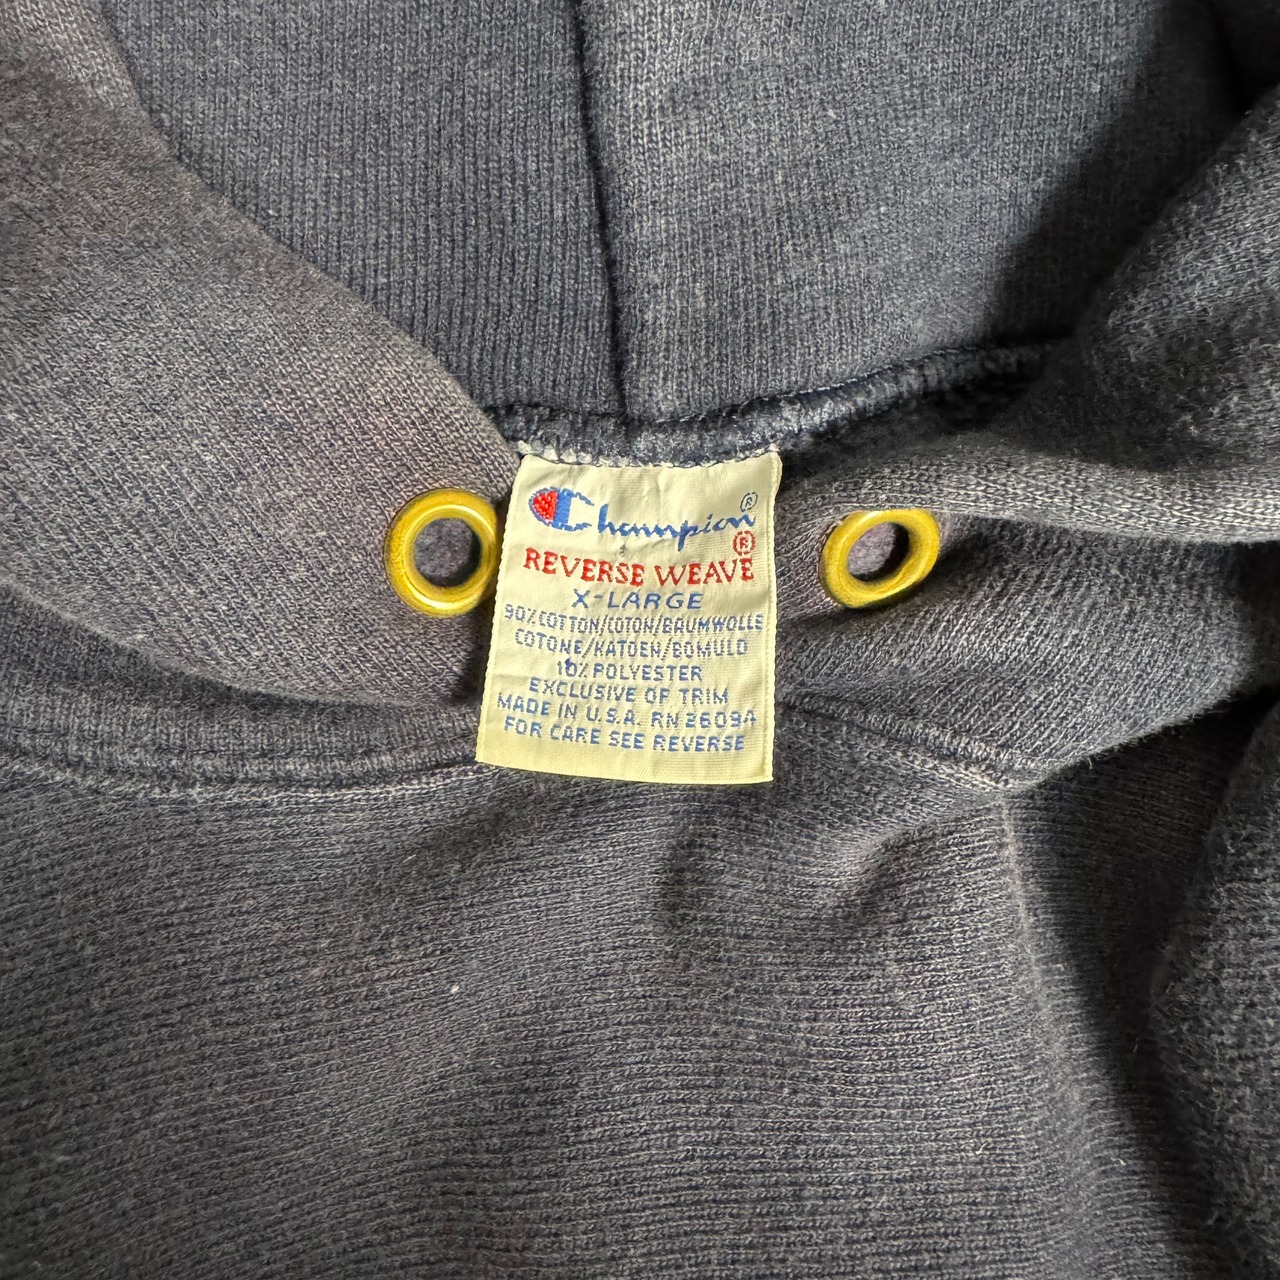 Champion®
REVERSE WEAVE®
X-LARGE
90% COTTON/COTON/BAUMWOLLE
COTONE/KATOEN/BOMULD
10% POLYESTER
EXCLUSIVE OF TRIM
MADE IN U.S.A. RN 26094
FOR CARE SEE REVERSE